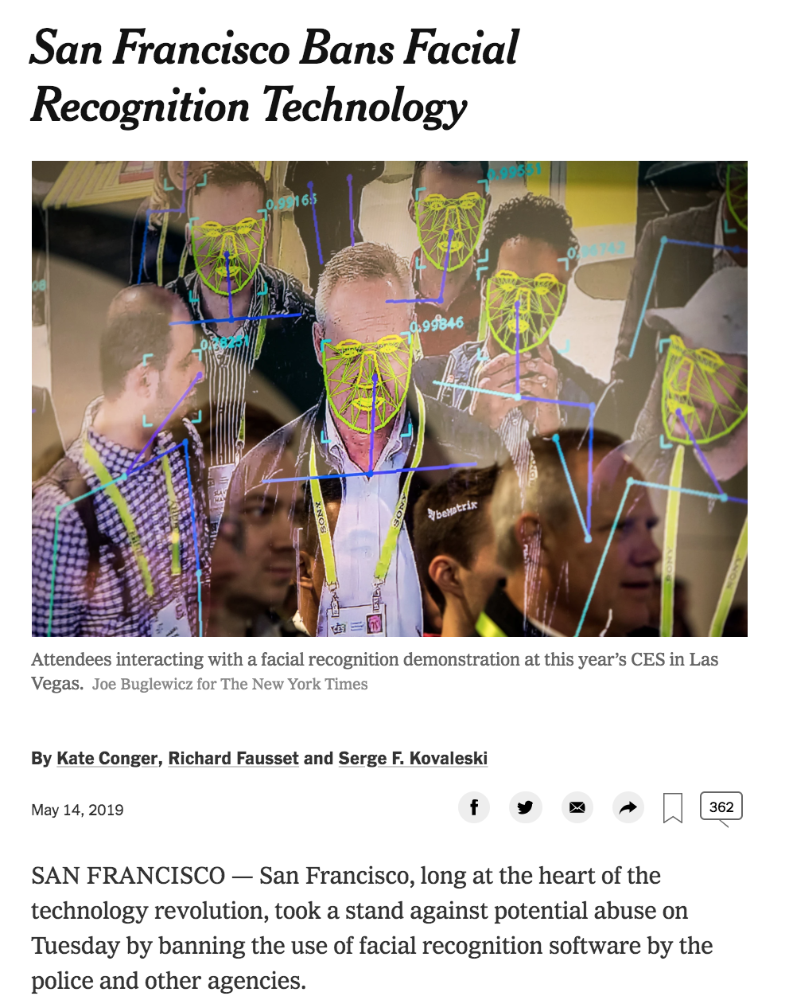 San Francisco Bans Facial
Recognition Technology
0.99551
0.99165
08
0.99846
SONY
SONY
beMatrix
SONY
SONY
CES
Attendees interacting with a facial recognition demonstration at this year’s CES in Las
Vegas. Joe Buglewicz for The New York Times
By Kate Conger, Richard Fausset and Serge F. Kovaleski
May 14, 2019
f
362
SAN FRANCISCO — San Francisco, long at the heart of the
technology revolution, took a stand against potential abuse on
Tuesday by banning the use of facial recognition software by the
police and other agencies.